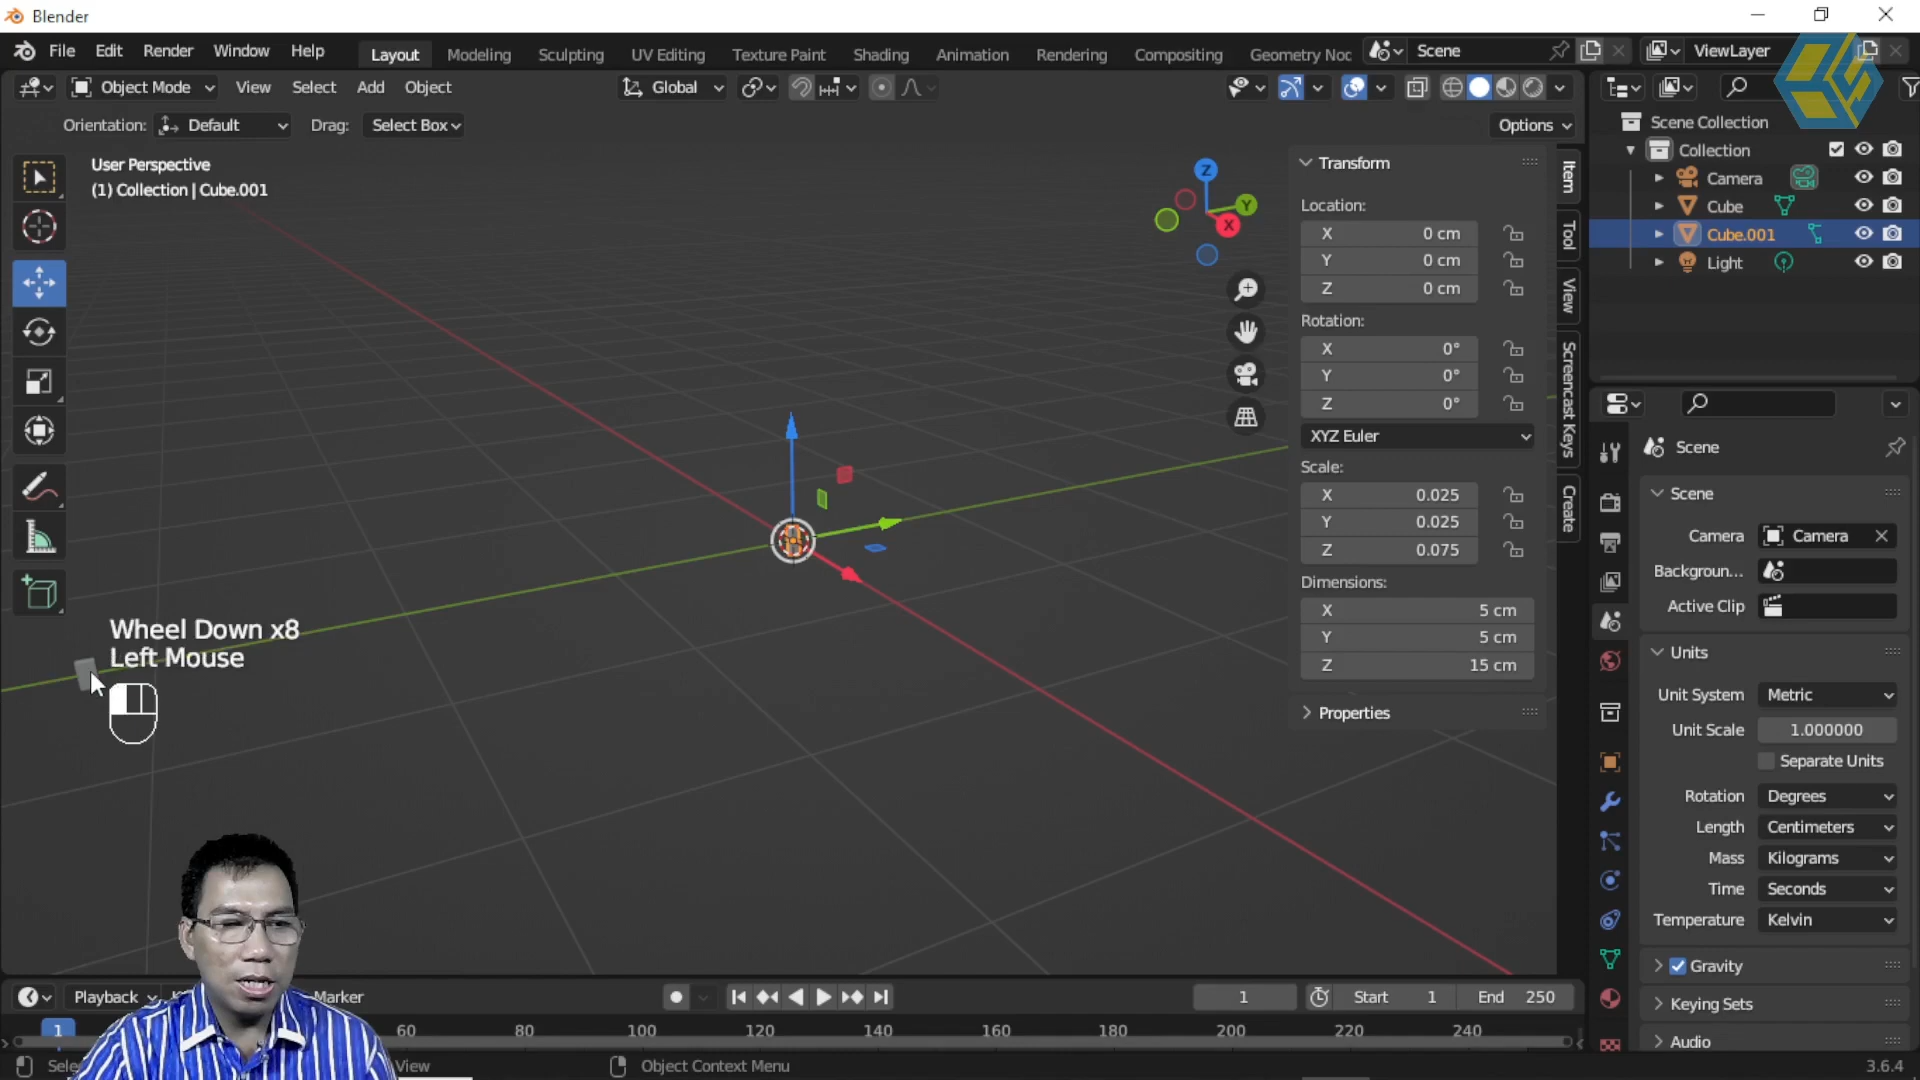 Blender
File Edit Render Window Help
Layout Modeling Sculpting UV Editing Texture Paint Shading Animation Rendering Compositing Geometry Noc
Scene
ViewLayer
Object Mode View Select Add Object
Global
Orientation: Default Drag: Select Box
Options
User Perspective
(1) Collection | Cube.001
Z
Y
X
Transform
Location:
X 0 cm
Y 0 cm
Z 0 cm
Rotation:
X 0°
Y 0°
Z 0°
XYZ Euler
Scale:
X 0.025
Y 0.025
Z 0.075
Dimensions:
X 5 cm
Y 5 cm
Z 15 cm
Properties
Item
Tool
View
Screencast Keys
Create
Scene Collection
Collection
Camera
Cube
Cube.001
Light
Scene
Scene
Camera Camera
Backgroun...
Active Clip
Units
Unit System Metric
Unit Scale 1.000000
Separate Units
Rotation Degrees
Length Centimeters
Mass Kilograms
Time Seconds
Temperature Kelvin
Gravity
Keying Sets
Audio
Wheel Down x8
Left Mouse
Playback
Marker
1
Start 1
End 250
1 60 80 100 120 140 160 180 200 220 240
View
Object Context Menu
3.6.4